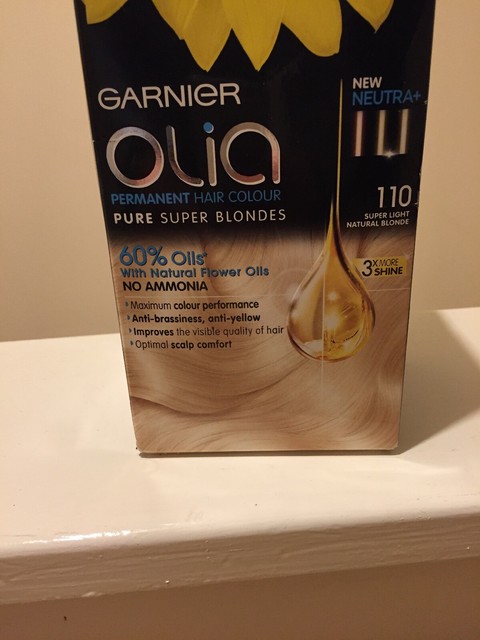 GARNIER
OLIA
PERMANENT HAIR COLOUR
PURE SUPER BLONDES
NEW
NEUTRA+
110
SUPER LIGHT
NATURAL BLONDE
60% Oils*
With Natural Flower Oils
NO AMMONIA
Maximum colour performance
Anti-brassiness, anti-yellow
Improves the visible quality of hair
Optimal scalp comfort
3X MORE
SHINE